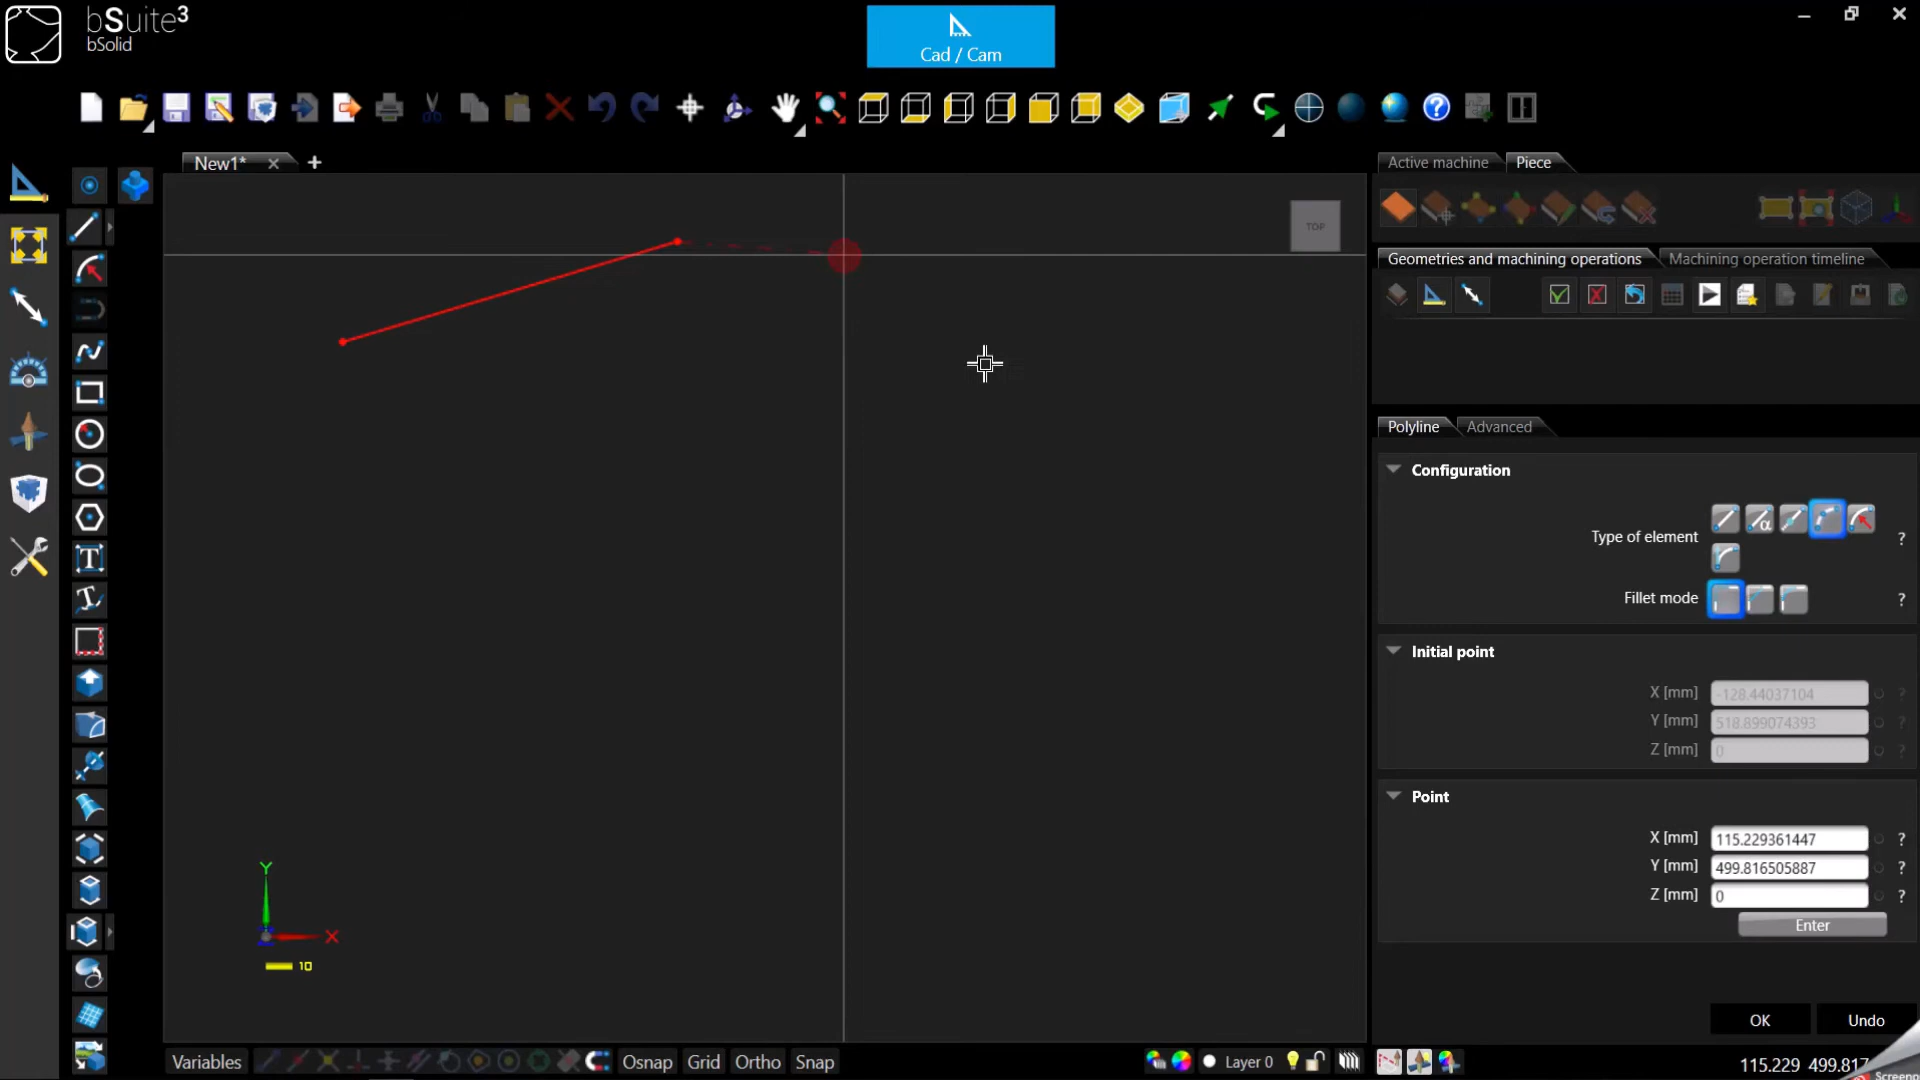 bSuite³
bSolid
Cad / Cam
New1*
TOP
Active machine
Piece
Geometries and machining operations
Machining operation timeline
Polyline
Advanced
Configuration
Type of element
?
Fillet mode
?
Initial point
X [mm]
-128.44037104
?
Y [mm]
518.899074393
?
Z [mm]
0
?
Point
X [mm]
115.229361447
?
Y [mm]
499.816505887
?
Z [mm]
0
?
Enter
Y
X
10
OK
Undo
Variables
Osnap
Grid
Ortho
Snap
Layer 0
115.229 499.817